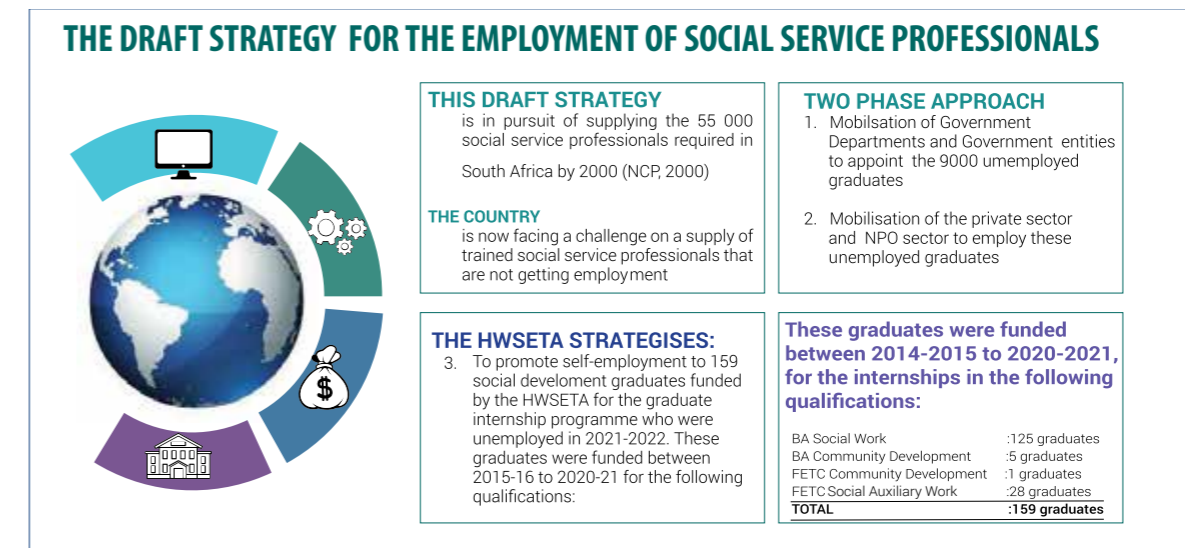 THE DRAFT STRATEGY FOR THE EMPLOYMENT OF SOCIAL SERVICE PROFESSIONALS
THIS DRAFT STRATEGY
is in pursuit of supplying the 55 000
social service professionals required in
South Africa by 2000 (NCP, 2000)
THE COUNTRY
is now facing a challenge on a supply of
trained social service professionals that
are not getting employment
TWO PHASE APPROACH
1. Mobilsation of Government
Departments and Government entities
to appoint the 9000 umemployed
graduates
2. Mobilisation of the private sector
and NPO sector to employ these
unemployed graduates
$
THE HWSETA STRATEGISES:
3. To promote self-employment to 159
social develoment graduates funded
by the HWSETA for the graduate
internship programme who were
unemployed in 2021-2022. These
graduates were funded between
2015-16 to 2020-21 for the following
qualifications:
These graduates were funded
between 2014-2015 to 2020-2021,
for the internships in the following
qualifications:
BA Social Work :125 graduates
BA Community Development :5 graduates
FETC Community Development :1 graduates
FETC Social Auxiliary Work :28 graduates
TOTAL :159 graduates